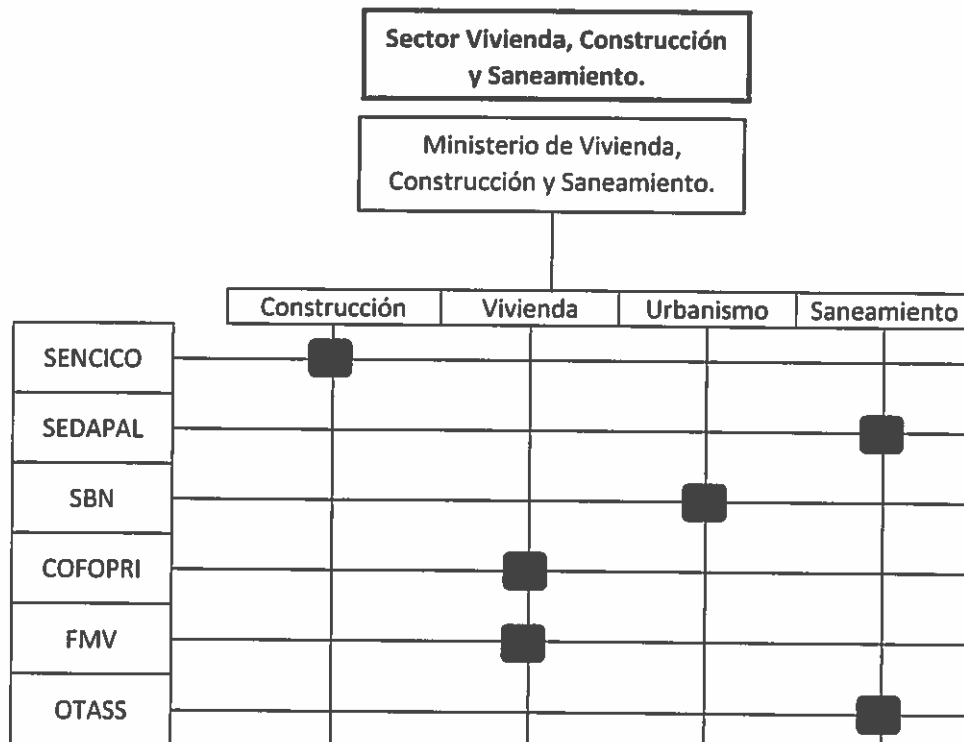 Sector Vivienda, Construcción
y Saneamiento.
Ministerio de Vivienda,
Construcción y Saneamiento.
Construcción Vivienda Urbanismo Saneamiento
SENCICO
SEDAPAL
SBN
COFOPRI
FMV
OTASS